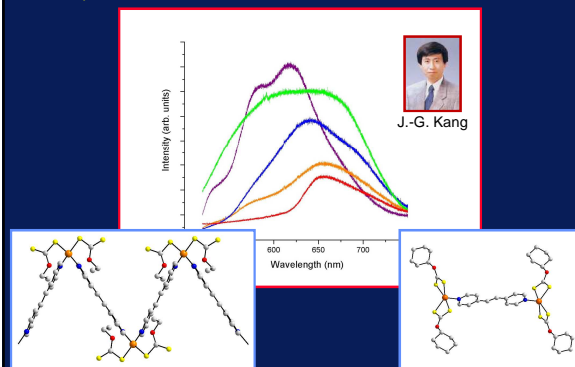 Intensity (arb. units)
J.-G. Kang
600
650
700
Wavelength (nm)